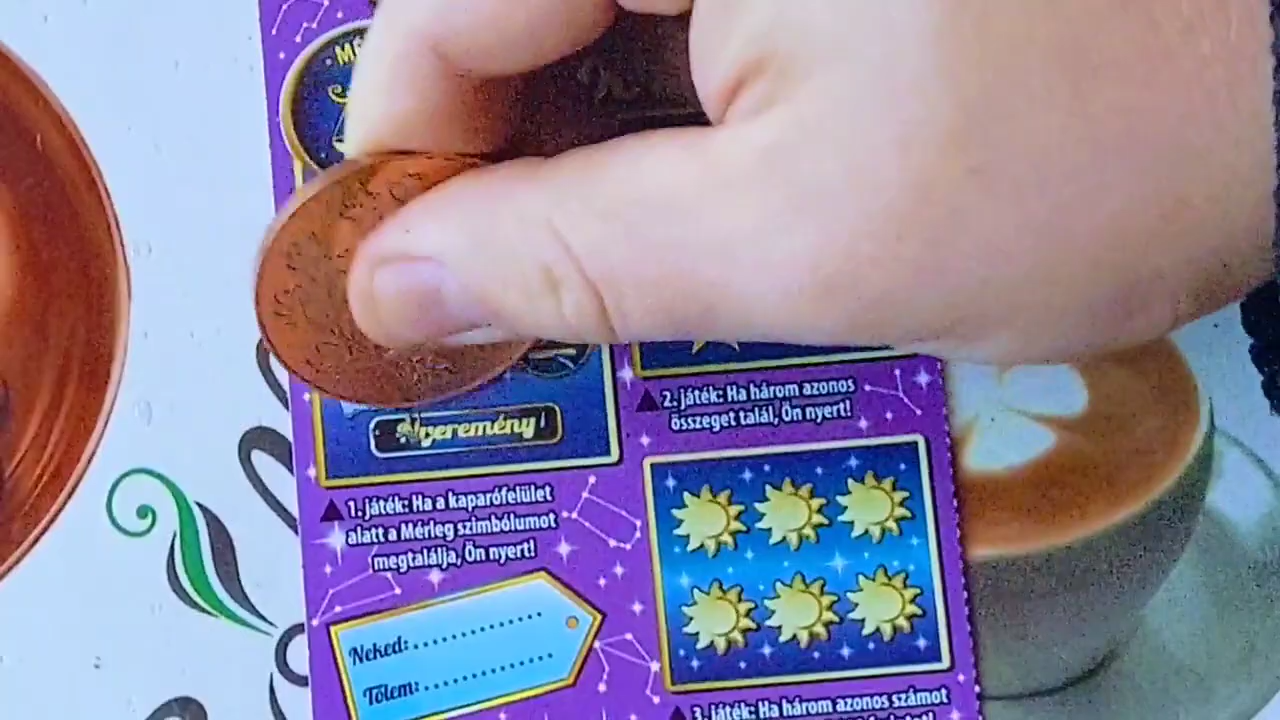 Nyeremény
2. játék: Ha három azonos
összeget talál, Ön nyert!
1. játék: Ha a kaparófelület
alatt a Mérleg szimbólumot
megtalálja, Ön nyert!
Neked:..............
Tőlem:..............
3. játék: Ha három azonos számot